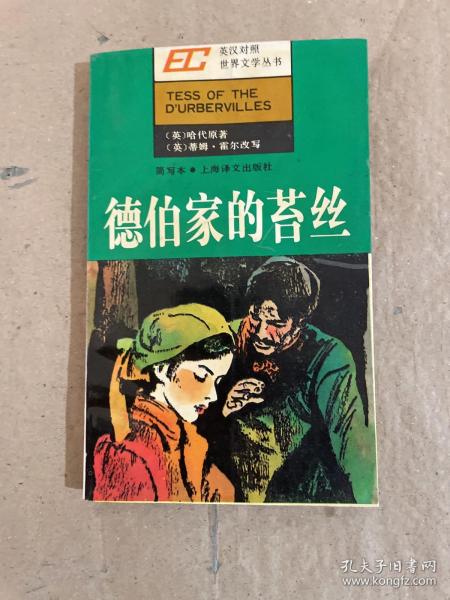 EC
英汉对照
世界文学丛书
TESS OF THE
D'URBERVILLES
(英)哈代原著
(英)蒂姆·霍尔改写
简写本●上海译文出版社
德伯家的苔丝
孔夫子旧书网
www.kongfz.com